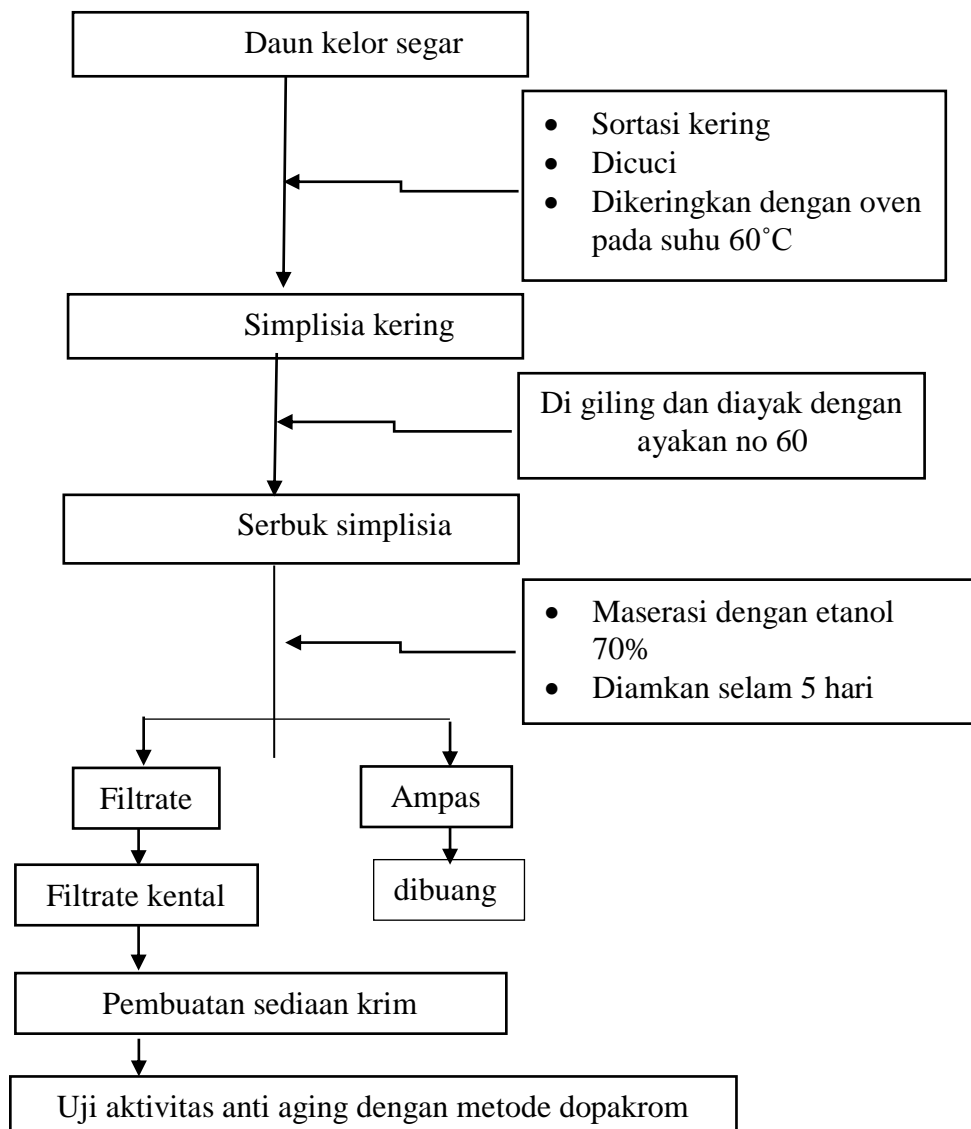 Daun kelor segar
• Sortasi kering
• Dicuci
• Dikeringkan dengan oven
pada suhu 60˚C
Simplisia kering
Di giling dan diayak dengan
ayakan no 60
Serbuk simplisia
• Maserasi dengan etanol
70%
• Diamkan selam 5 hari
Filtrate
Ampas
Filtrate kental
dibuang
Pembuatan sediaan krim
Uji aktivitas anti aging dengan metode dopakrom